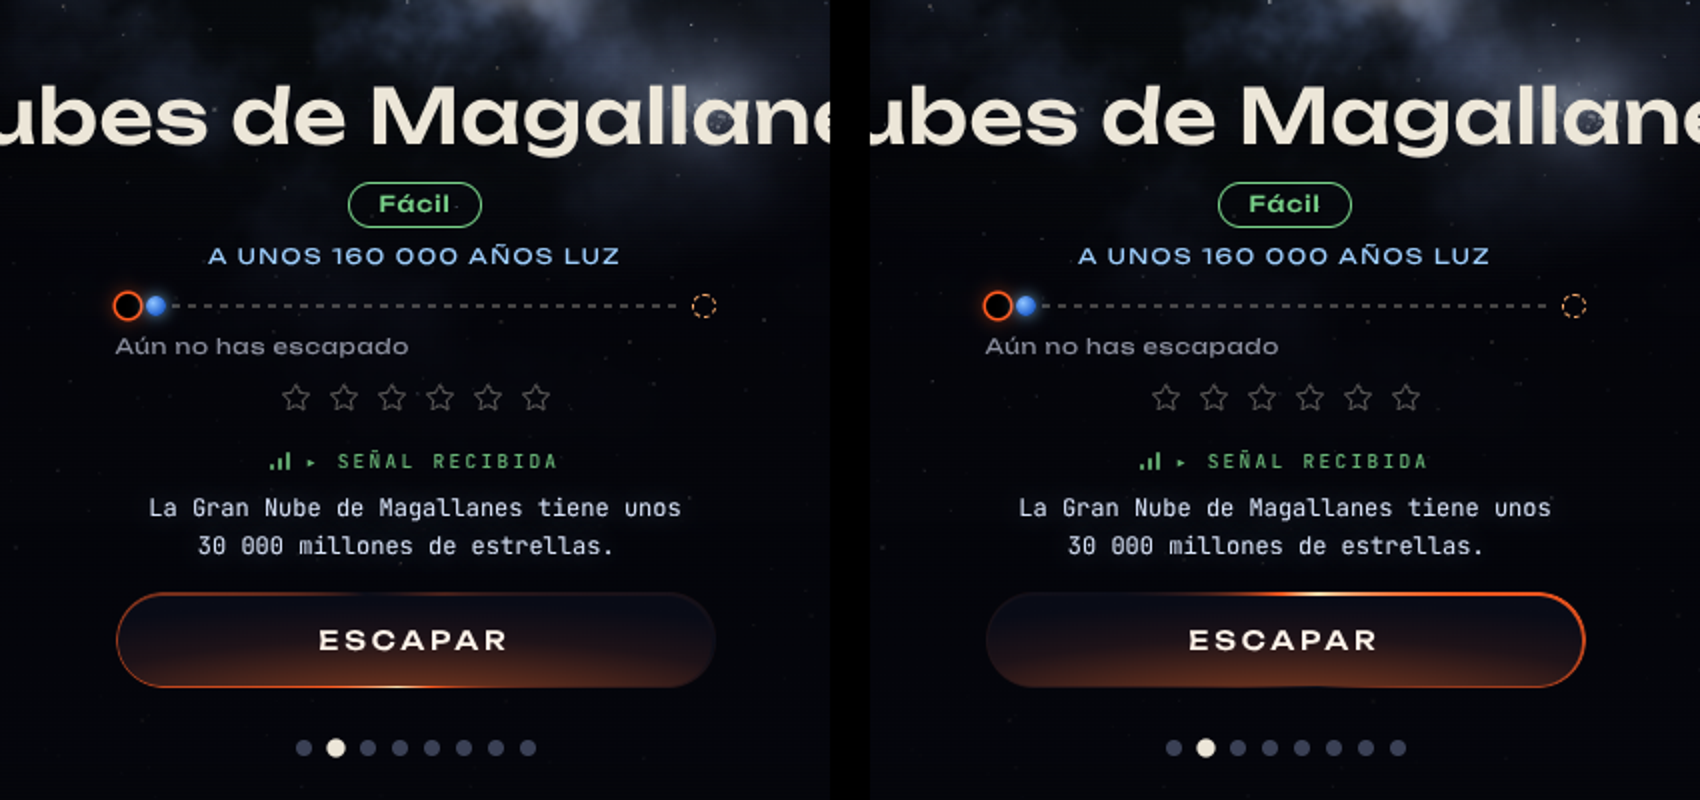 ubes de Magallane
Fácil
A UNOS 160 000 AÑOS LUZ
Aún no has escapado
SEÑAL RECIBIDA
La Gran Nube de Magallanes tiene unos
30 000 millones de estrellas.
ESCAPAR
ubes de Magallane
Fácil
A UNOS 160 000 AÑOS LUZ
Aún no has escapado
SEÑAL RECIBIDA
La Gran Nube de Magallanes tiene unos
30 000 millones de estrellas.
ESCAPAR